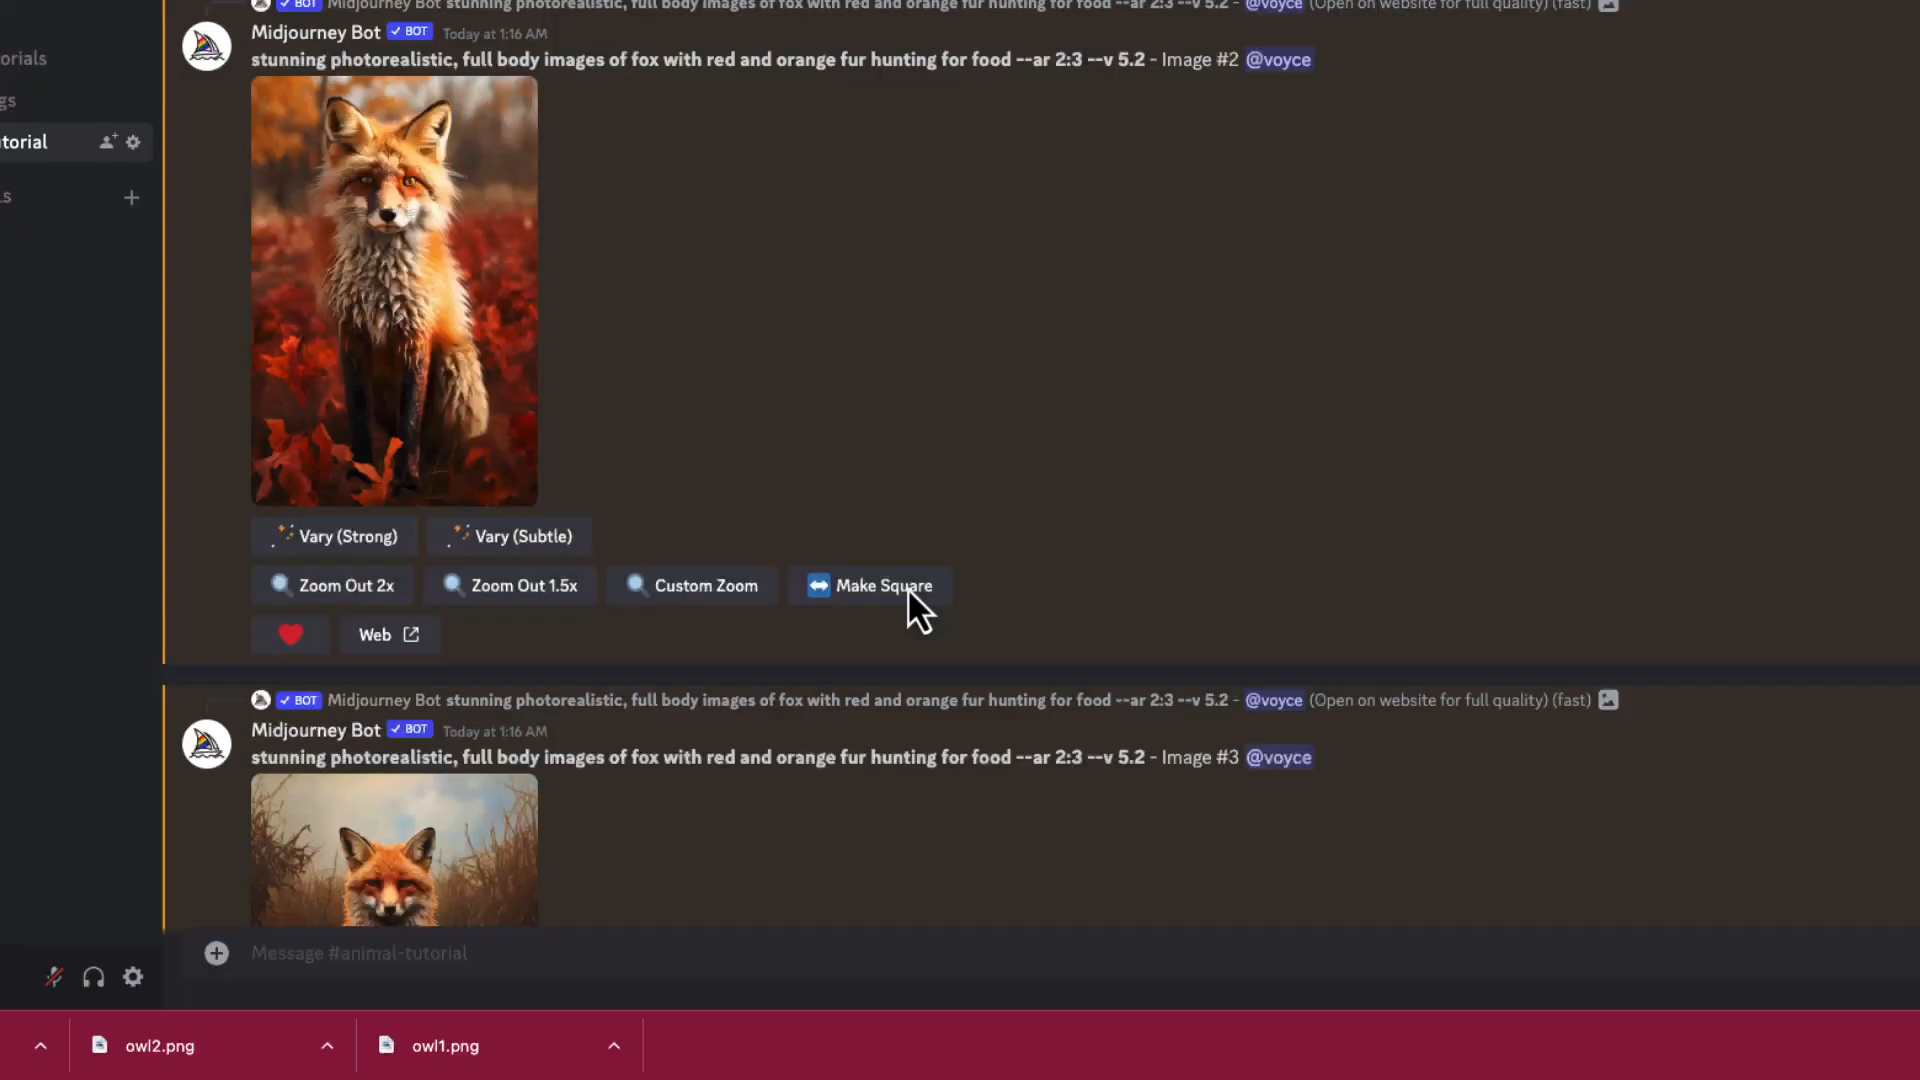 BOT Midjourney Bot stunning photorealistic, full body images of fox with red and orange fur hunting for food --ar 2:3 --v 5.2 - @voyce (Open on website for full quality) (fast)
Midjourney Bot BOT Today at 1:16 AM
orials
stunning photorealistic, full body images of fox with red and orange fur hunting for food --ar 2:3 --v 5.2 - Image #2 @voyce
gs
torial
s
Vary (Strong) Vary (Subtle)
Zoom Out 2x Zoom Out 1.5x Custom Zoom Make Square
Web
BOT Midjourney Bot stunning photorealistic, full body images of fox with red and orange fur hunting for food --ar 2:3 --v 5.2 - @voyce (Open on website for full quality) (fast)
Midjourney Bot BOT Today at 1:16 AM
stunning photorealistic, full body images of fox with red and orange fur hunting for food --ar 2:3 --v 5.2 - Image #3 @voyce
Message #animal-tutorial
owl2.png owl1.png